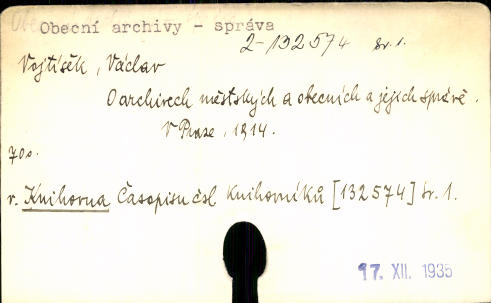 Obecní archivy - správa
2-132574 sv.1.
Vojtíšek, Václav
O archivech městských a obecních a jejich správě.
V Praze, 1914.
70 s.
v. Knihovna Časopisu čsl knihovníků [132574] sv. 1.
17. XII. 1935